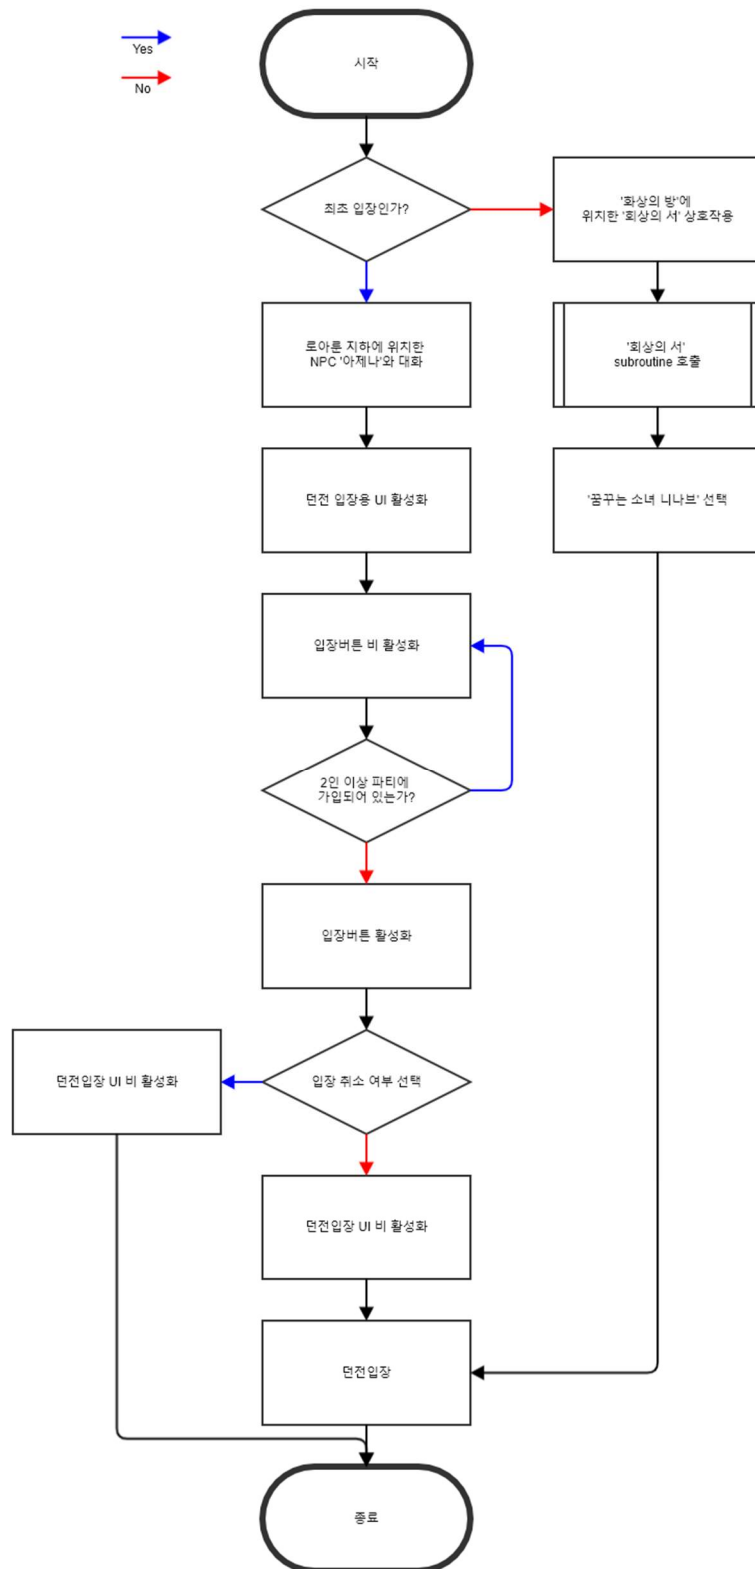 Yes
No
시작
최초 입장인가?
'화상의 방'에
위치한 '회상의 서' 상호작용
로아룬 지하에 위치한
NPC '아제나'와 대화
'회상의 서'
subroutine 호출
던전 입장용 UI 활성화
'꿈꾸는 소녀 니나브' 선택
입장버튼 비 활성화
2인 이상 파티에
가입되어 있는가?
입장버튼 활성화
던전입장 UI 비 활성화
입장 취소 여부 선택
던전입장 UI 비 활성화
던전입장
종료